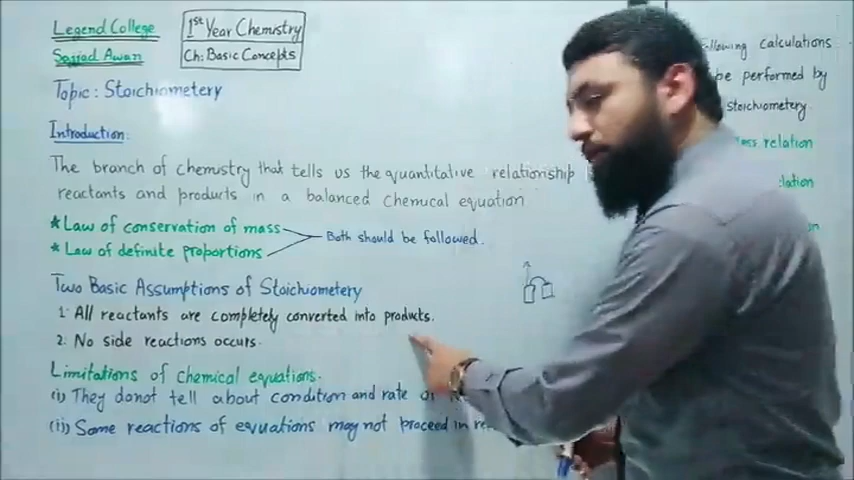 Legend College
Sajjad Awan
1st Year Chemistry
Ch: Basic Concepts
Topic: Stoichiometery
Introduction:
The branch of chemistry that tells us the quantitative relationship
reactants and products in a balanced chemical equation
* Law of conservation of mass
* Law of definite proportions
Both should be followed.
Two Basic Assumptions of Stoichiometery
1. All reactants are completely converted into products.
2. No side reactions occurs.
Limitations of chemical equations.
(i) They donot tell about condition and rate
(ii) Some reactions of equations may not proceed in
Following calculations
be performed by
stoichiometery.
relation